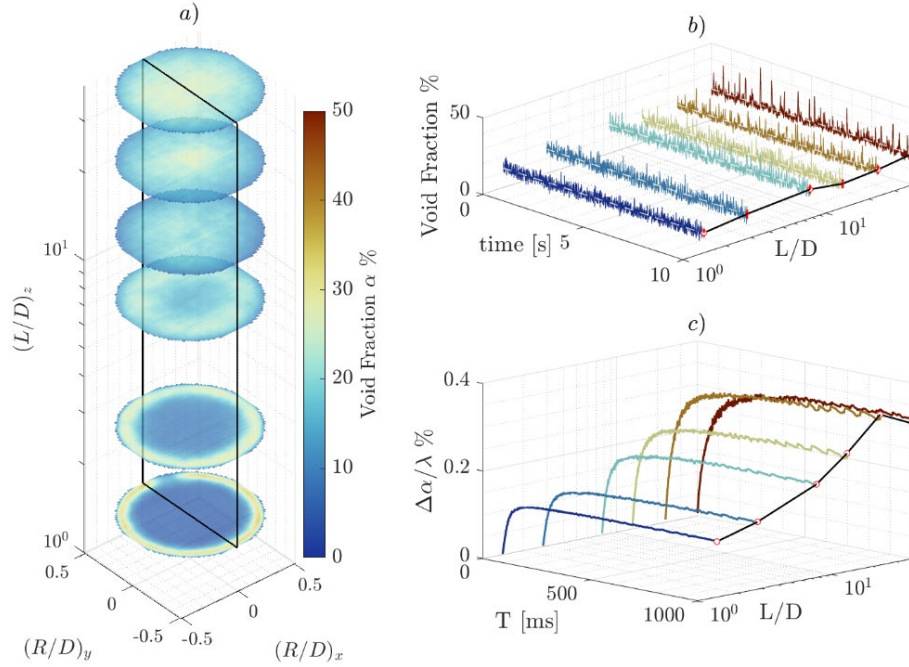 a)
(L/D)_z
10^1
10^0
0.5
0
-0.5
(R/D)_y
-0.5
0
0.5
(R/D)_x
50
40
30
20
10
0
Void Fraction α %
b)
Void Fraction %
50
0
0
5
10
time [s]
10^0
10^1
L/D
c)
Δα/λ %
0.4
0.2
0
0
500
1000
T [ms]
10^0
10^1
L/D